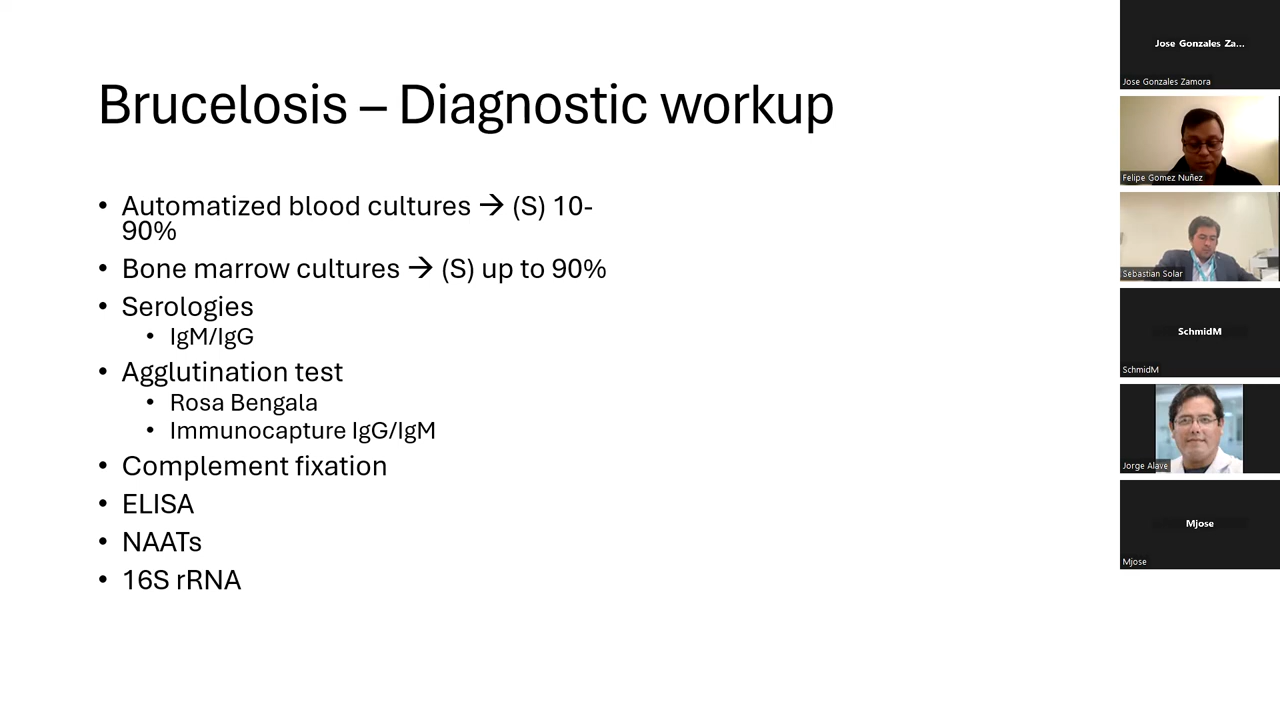 Brucelosis – Diagnostic workup
• Automatized blood cultures → (S) 10-
90%
• Bone marrow cultures → (S) up to 90%
• Serologies
• IgM/IgG
• Agglutination test
• Rosa Bengala
• Immunocapture IgG/IgM
• Complement fixation
• ELISA
• NAATs
• 16S rRNA
Jose Gonzales Za...
Jose Gonzales Zamora
Felipe Gomez Nuñez
Sebastian Solar
SchmidM
SchmidM
Jorge Alave
Mjose
Mjose